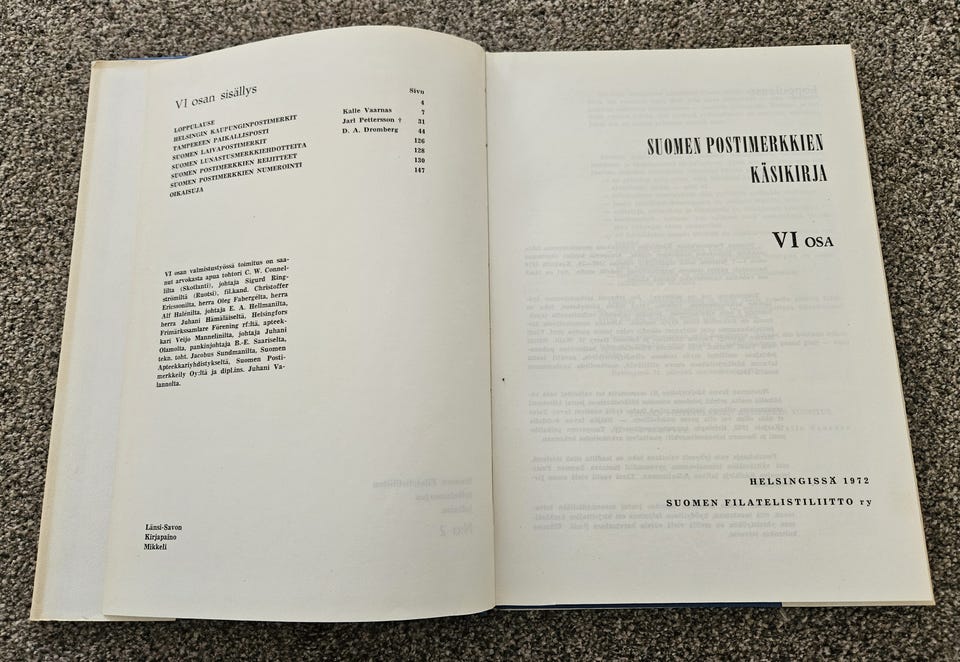 VI osan sisällys
Sivu
LOPPULAUSE 4
HELSINGIN KAUPUNGINPOSTIMERKIT Kalle Vaarnas 7
TAMPEREEN PAIKALLISPOSTI Jarl Pettersson † 31
SUOMEN LAIVAPOSTIMERKIT D. A. Dromberg 44
SUOMEN LUNASTUSMERKKIEHDOTTEITA 126
SUOMEN POSTIMERKKIEN REIJITTEET 128
SUOMEN POSTIMERKKIEN NUMEROINTI 130
OIKAISUJA 147
VI osan valmistustyössä toimitus on saa-
nut arvokasta apua tohtori C. W. Connel-
lilta (Skotlanti), johtaja Sigurd Ring-
strömiltä (Ruotsi), fil.kand. Christoffer
Ericssonilta, herra Oleg Fabergelta, herra
Alf Halénilta, johtaja E. A. Hellmanilta,
herra Juhani Hämäläiseltä, Helsingfors
Frimärkssamlare Förening rf:ltä, apteek-
kari Veijo Mannelinilta, johtaja Juhani
Olamolta, pankinjohtaja B.-E. Saariselta,
tekn. toht. Jacobus Sundmanilta, Suomen
Apteekkariyhdistykseltä, Suomen Posti-
merkkeily Oy:ltä ja dipl.ins. Juhani Va-
lannolta.
Länsi-Savon
Kirjapaino
Mikkeli
SUOMEN POSTIMERKKIEN
KÄSIKIRJA
VI OSA
HELSINGISSÄ 1972
SUOMEN FILATELISTILIITTO ry